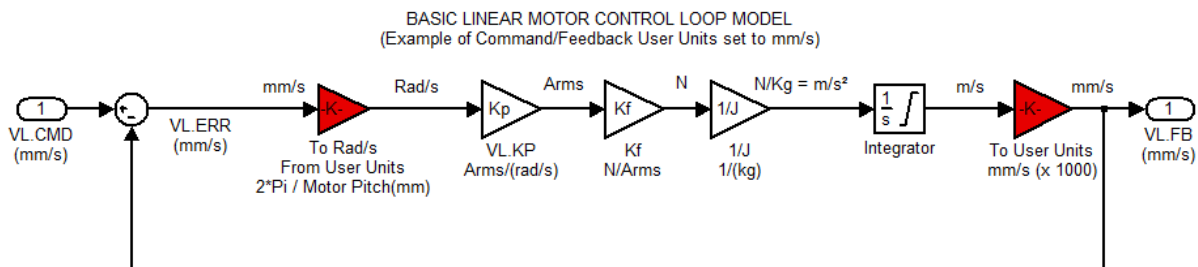 BASIC LINEAR MOTOR CONTROL LOOP MODEL
(Example of Command/Feedback User Units set to mm/s)
mm/s
Rad/s
Arms
N
N/Kg = m/s²
m/s
mm/s
1
-K-
Kp
Kf
1/J
1
s
-K-
1
VL.CMD
(mm/s)
VL.ERR
(mm/s)
To Rad/s
From User Units
2*Pi / Motor Pitch(mm)
VL.KP
Arms/(rad/s)
Kf
N/Arms
1/J
1/(kg)
Integrator
To User Units
mm/s (x 1000)
VL.FB
(mm/s)